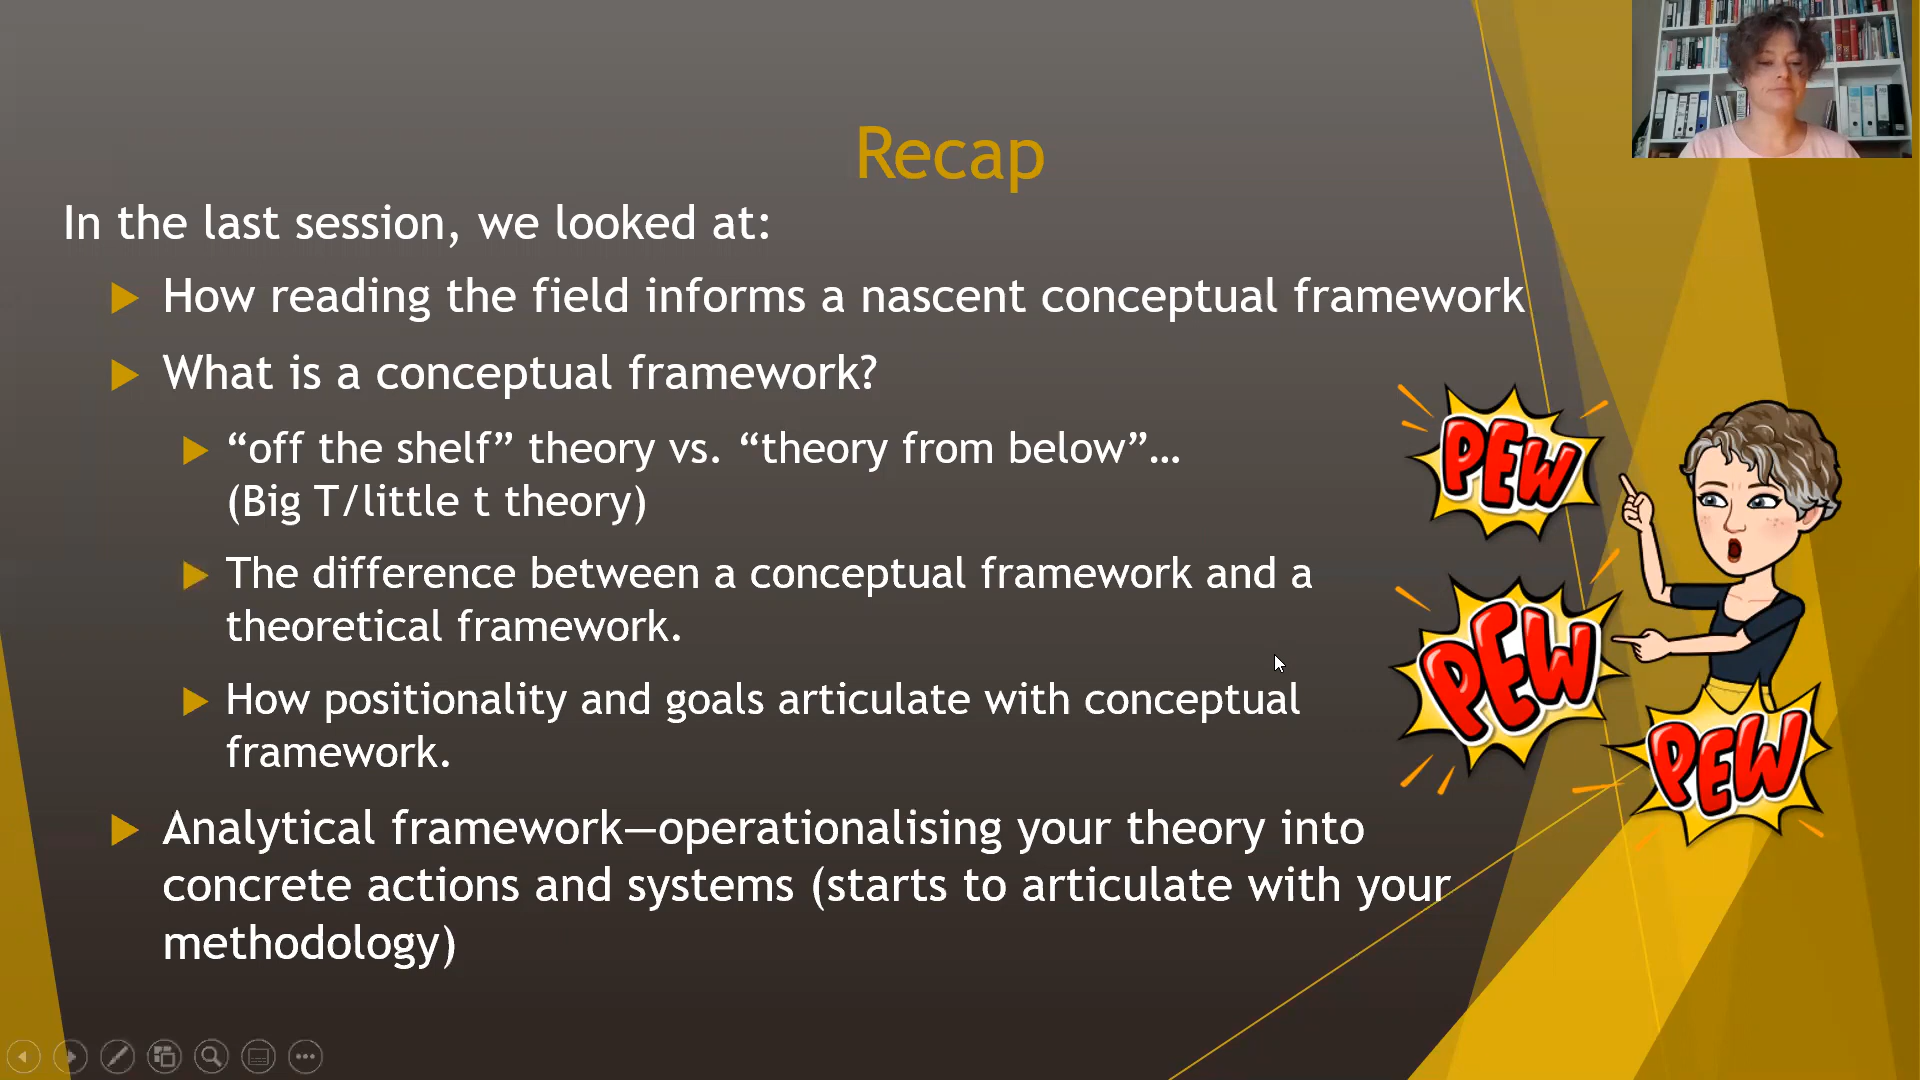 Recap
In the last session, we looked at:
How reading the field informs a nascent conceptual framework
What is a conceptual framework?
“off the shelf” theory vs. “theory from below”…
(Big T/little t theory)
The difference between a conceptual framework and a
theoretical framework.
How positionality and goals articulate with conceptual
framework.
Analytical framework—operationalising your theory into
concrete actions and systems (starts to articulate with your
methodology)
PEW
PEW
PEW